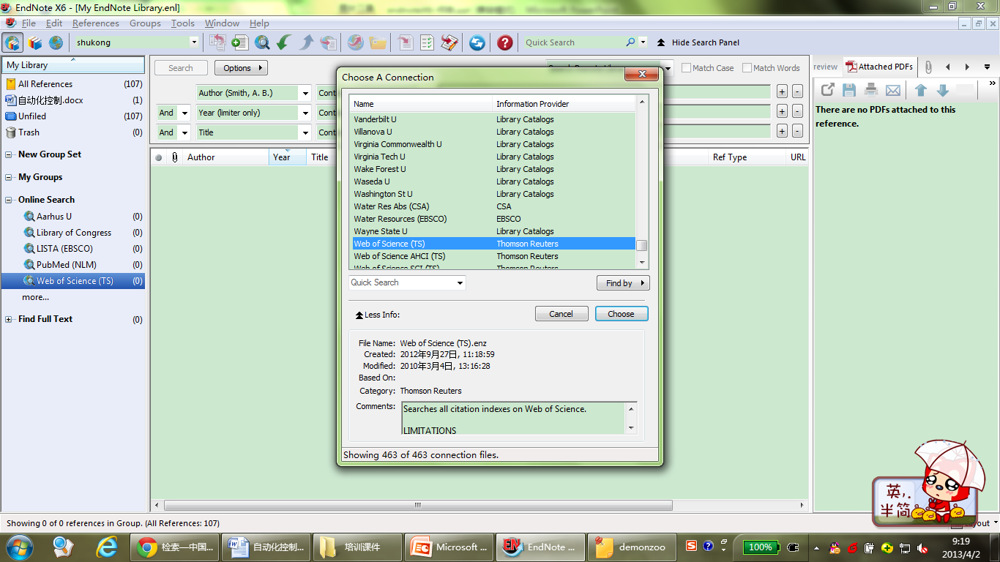 EndNote X6 - [My EndNote Library.enl]
File Edit References Groups Tools Window Help
shukong
Quick Search
Hide Search Panel
My Library
All References (107)
自动化控制.docx (1)
Unfiled (107)
Trash (0)
New Group Set
My Groups
Online Search
Aarhus U (0)
Library of Congress (0)
LISTA (EBSCO) (0)
PubMed (NLM) (0)
Web of Science (TS) (0)
more...
Find Full Text (0)
Search
Options
Match Case
Match Words
Author (Smith, A. B.)
Cont
And
Year (limiter only)
Cont
And
Title
Cont
+ -
+ -
+ -
Author
Year
Title
Ref Type
URL
Choose A Connection
Name Information Provider
Vanderbilt U Library Catalogs
Villanova U Library Catalogs
Virginia Commonwealth U Library Catalogs
Virginia Tech U Library Catalogs
Wake Forest U Library Catalogs
Waseda U Library Catalogs
Washington St U Library Catalogs
Water Res Abs (CSA) CSA
Water Resources (EBSCO) EBSCO
Wayne State U Library Catalogs
Web of Science (TS) Thomson Reuters
Web of Science AHCI (TS) Thomson Reuters
Web of Science SCI (TS) Thomson Reuters
Quick Search
Find by
Less Info:
Cancel
Choose
File Name: Web of Science (TS).enz
Created: 2012年9月27日, 11:18:59
Modified: 2010年3月4日, 13:16:28
Based On:
Category: Thomson Reuters
Comments: Searches all citation indexes on Web of Science.
LIMITATIONS
Showing 463 of 463 connection files.
review
Attached PDFs
There are no PDFs attached to this
reference.
英,.
半简
Showing 0 of 0 references in Group. (All References: 107)
Layout
检索—中国...
自动化控制...
培训课件
Microsoft ...
EndNote ...
demonzoo
100%
9:19
2013/4/2